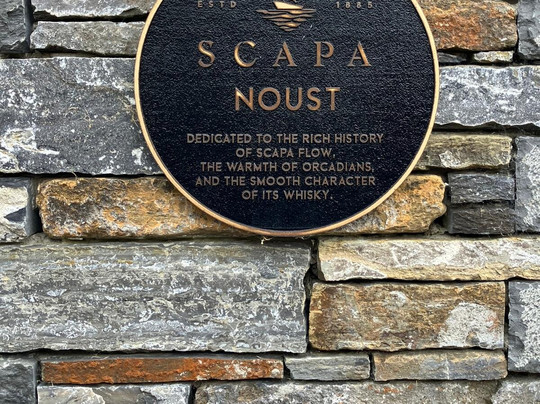 ESTD 1885
SCAPA
NOUST
DEDICATED TO THE RICH HISTORY
OF SCAPA FLOW,
THE WARMTH OF ORCADIANS,
AND THE SMOOTH CHARACTER
OF ITS WHISKY.